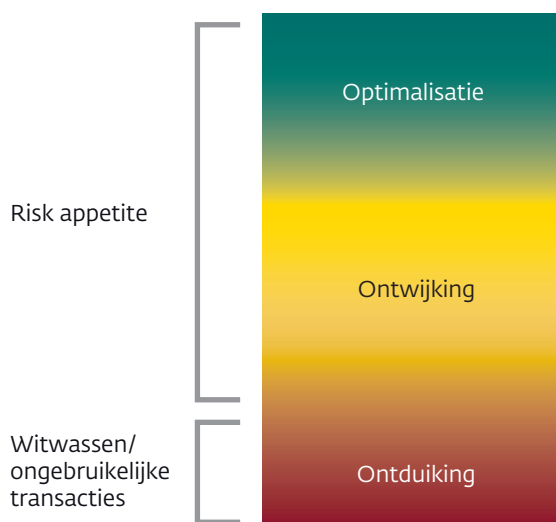 Optimalisatie
Risk appetite
Ontwijking
Witwassen/
ongebruikelijke
transacties
Ontduiking